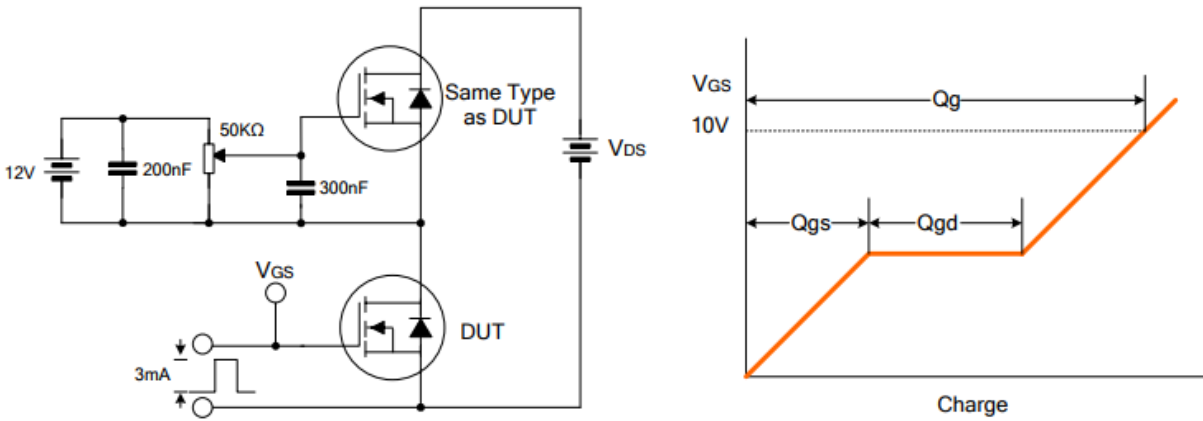 12V
200nF
50KΩ
300nF
Same Type
as DUT
VDS
VGS
3mA
DUT
VGS
10V
Qg
Qgs
Qgd
Charge